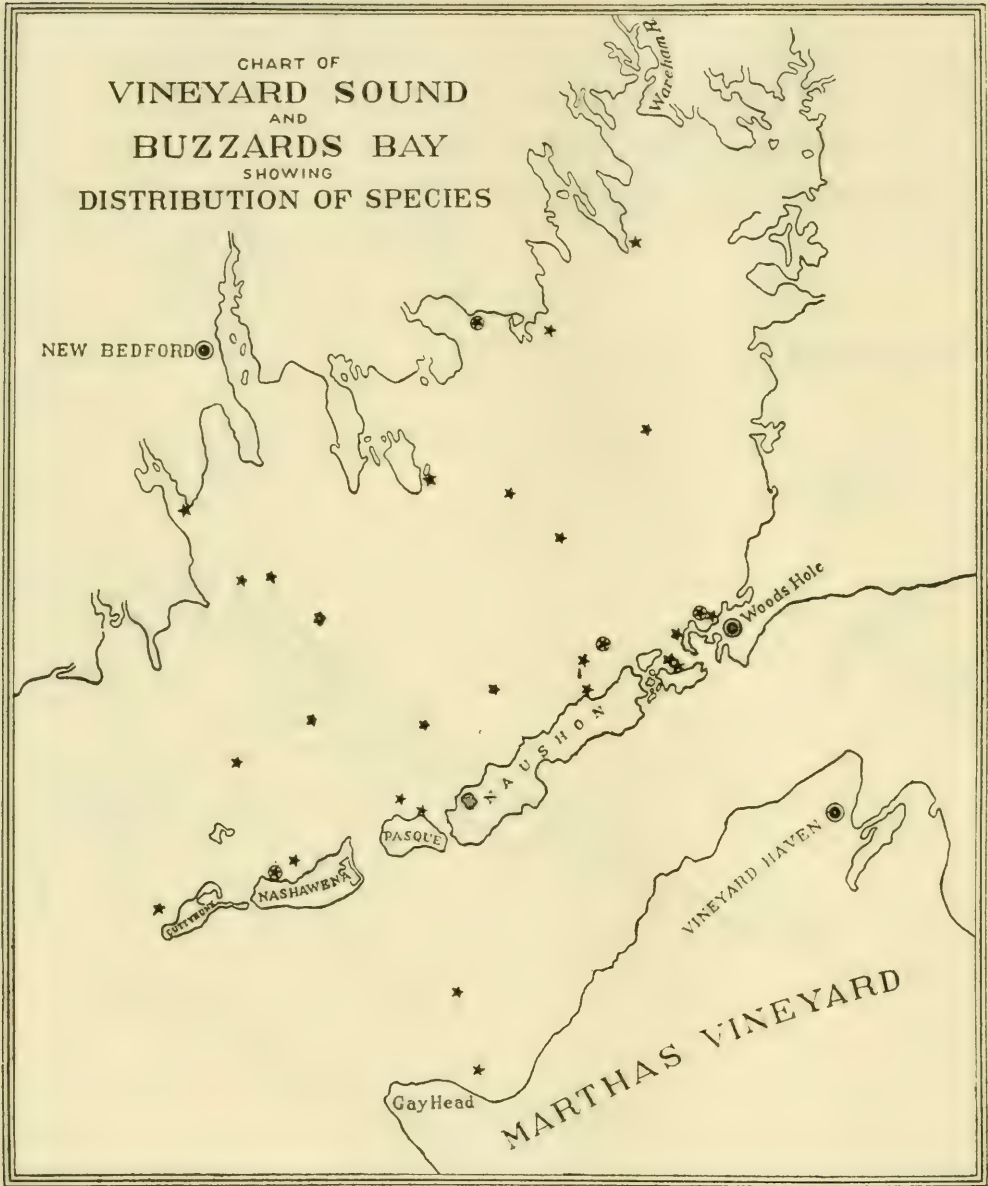 CHART OF
VINEYARD SOUND
AND
BUZZARDS BAY
SHOWING
DISTRIBUTION OF SPECIES
Wareham R
NEW BEDFORD
Woods Hole
NAUSHON
PASQUE
NASHAWENA
CUTTYHUNK
VINEYARD HAVEN
MARTHAS VINEYARD
Gay Head